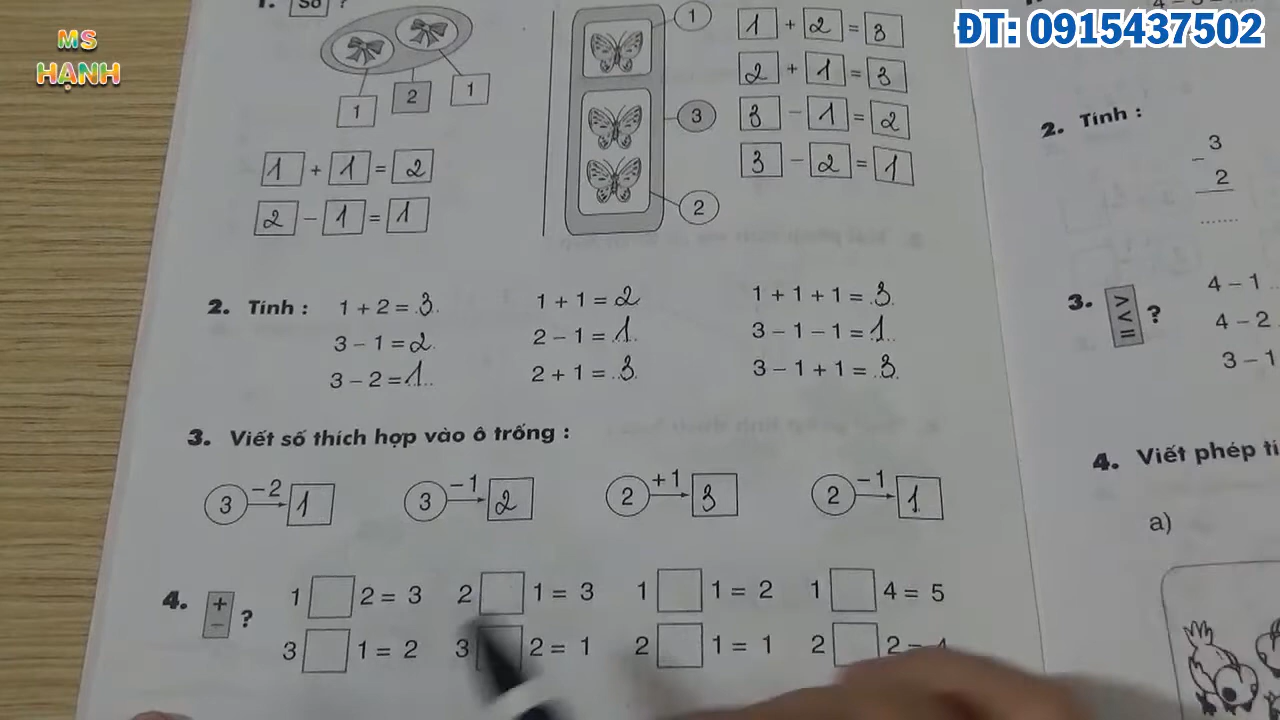 MS
HẠNH
ĐT: 0915437502
1. Số ?
1 2 1
1 + 1 = 2
2 – 1 = 1
1
3
2
1 + 2 = 3
2 + 1 = 3
3 – 1 = 2
3 – 2 = 1
2. Tính : 1 + 2 = 3 1 + 1 = 2 1 + 1 + 1 = 3
3 – 1 = 2 2 – 1 = 1 3 – 1 – 1 = 1
3 – 2 = 1 2 + 1 = 3 3 – 1 + 1 = 3
3. Viết số thích hợp vào ô trống :
3 –2 1 3 –1 2 2 +1 3 2 –1 1
4. + – ? 1 2 = 3 2 1 = 3 1 1 = 2 1 4 = 5
3 1 = 2 3 2 = 1 2 1 = 1 2 2 =
2. Tính :
– 3
2
.......
3. > < = ? 4 – 1
4 – 2
3 – 1
4. Viết phép
a)